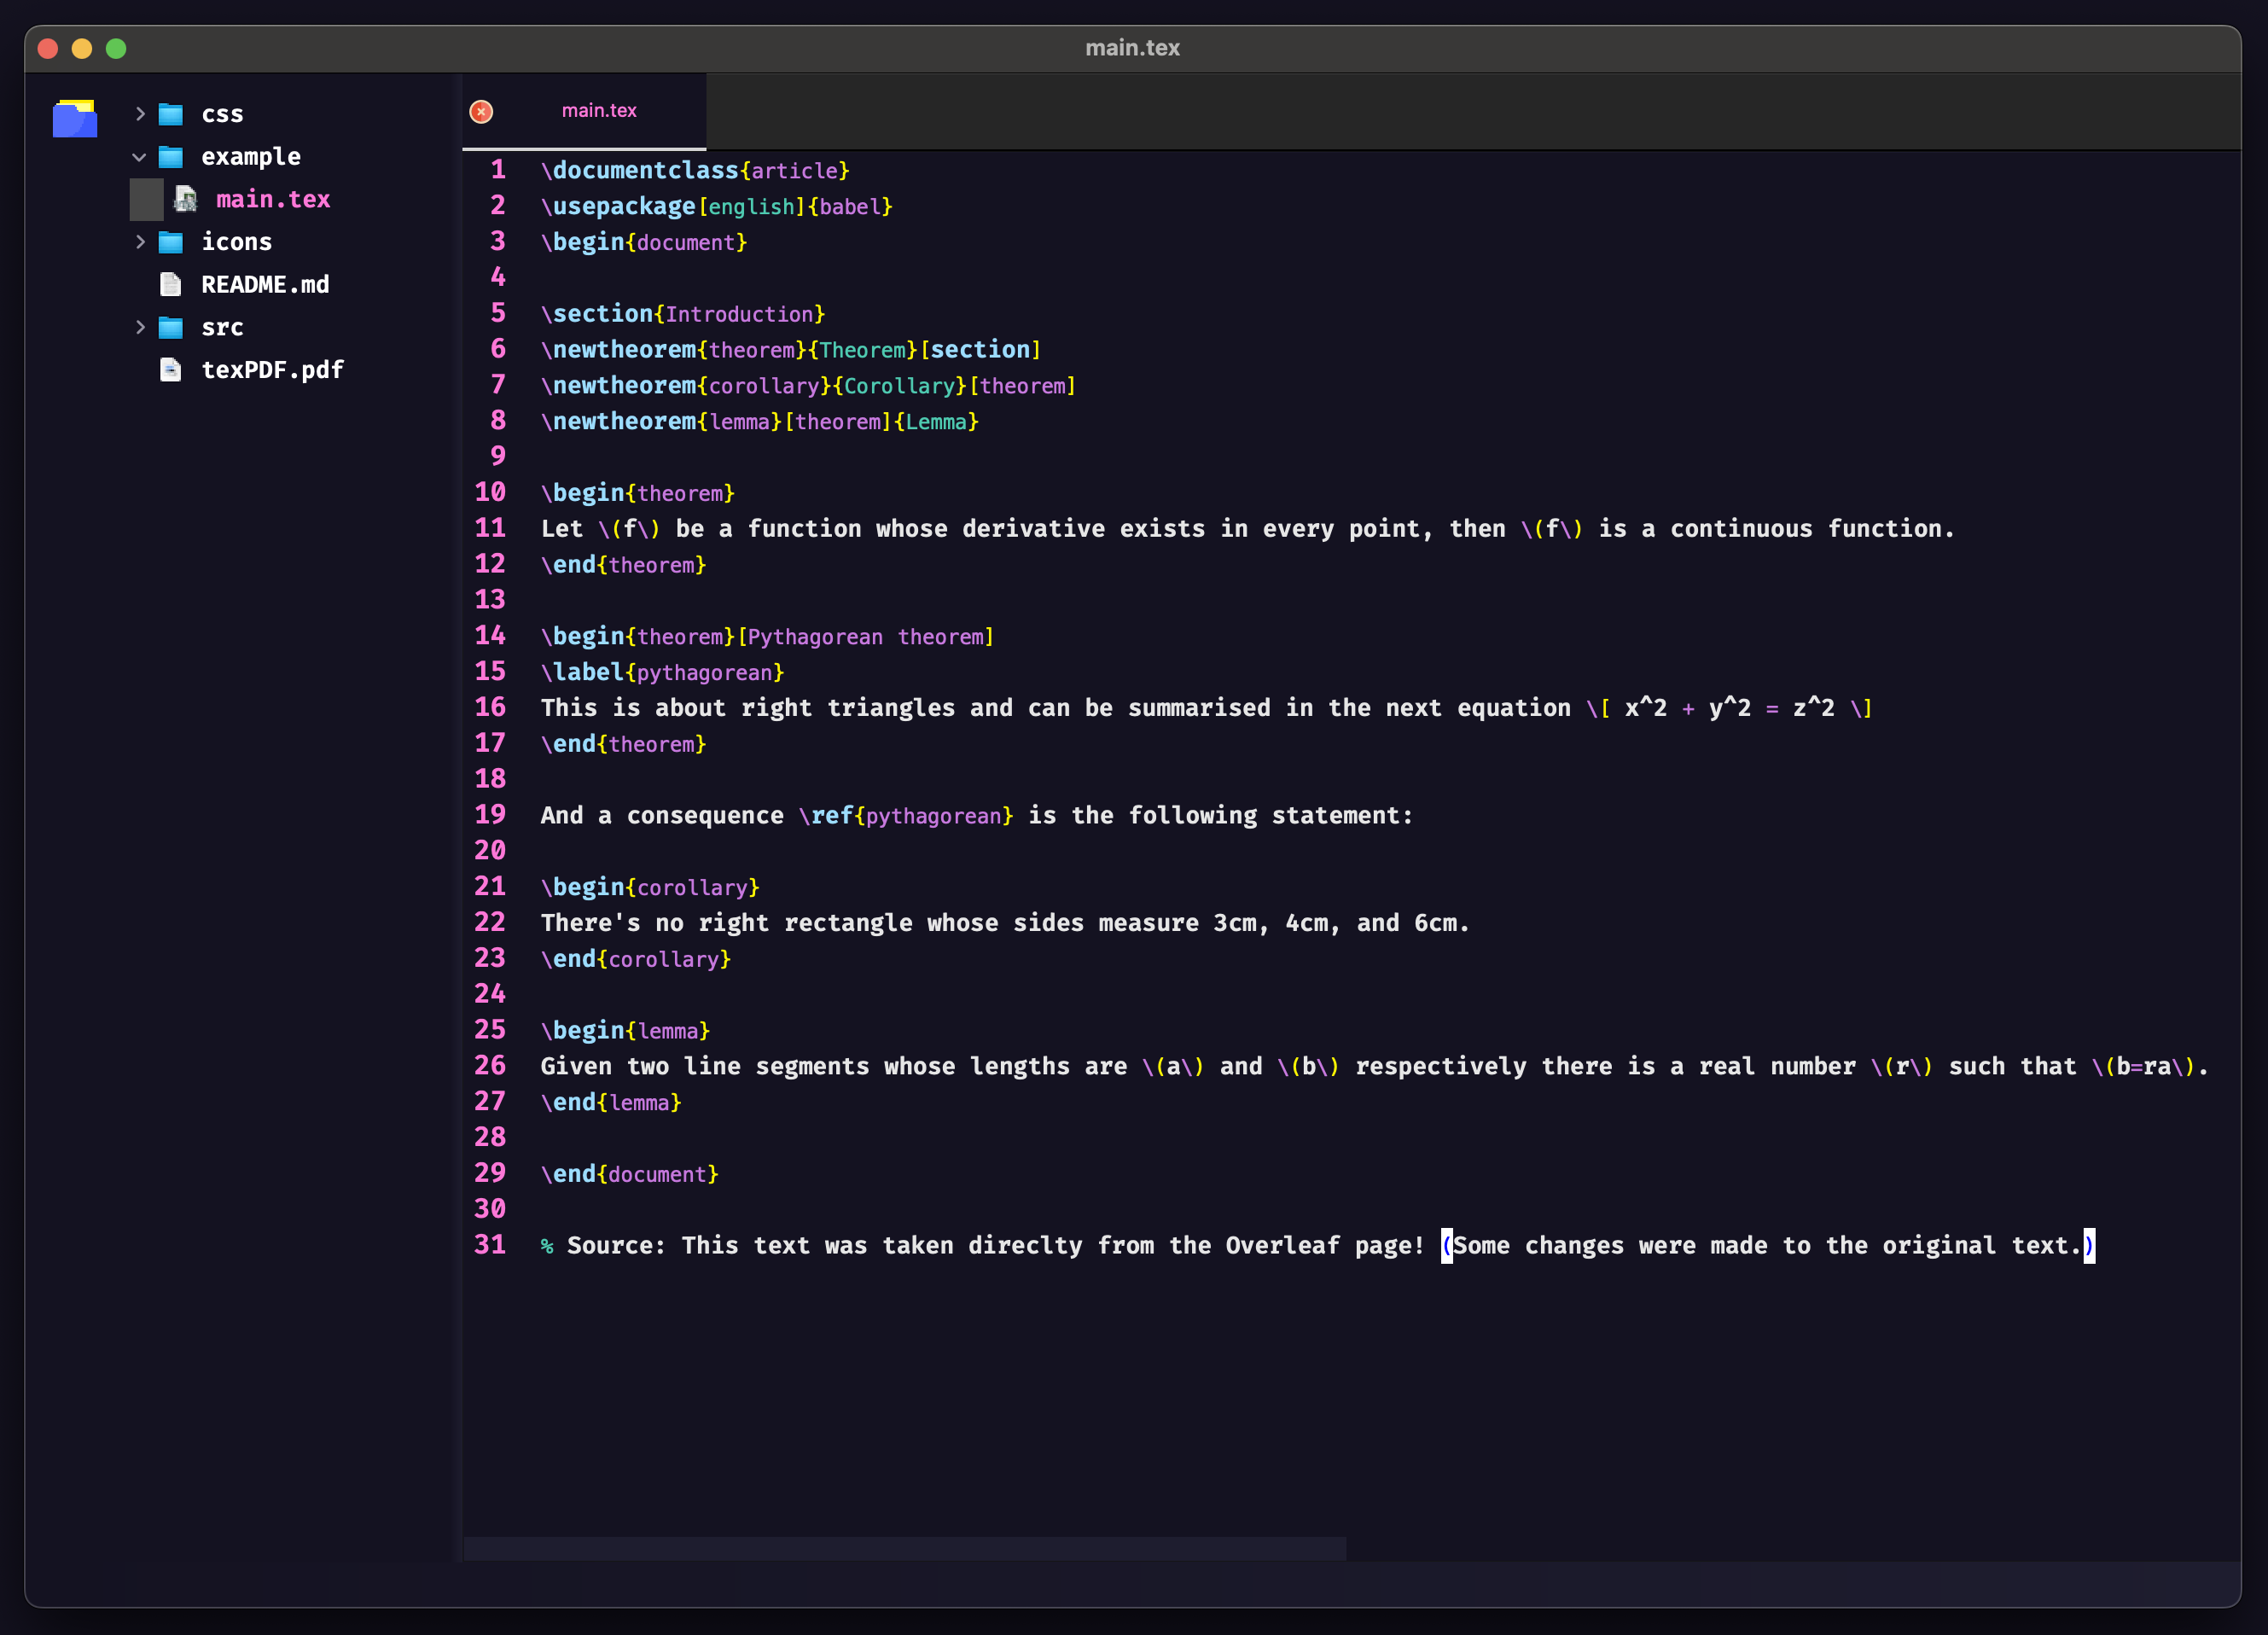 main.tex
css
example
main.tex
icons
README.md
src
texPDF.pdf
main.tex
1 \documentclass{article}
2 \usepackage[english]{babel}
3 \begin{document}
4
5 \section{Introduction}
6 \newtheorem{theorem}{Theorem}[section]
7 \newtheorem{corollary}{Corollary}[theorem]
8 \newtheorem{lemma}[theorem]{Lemma}
9
10 \begin{theorem}
11 Let \(f\) be a function whose derivative exists in every point, then \(f\) is a continuous function.
12 \end{theorem}
13
14 \begin{theorem}[Pythagorean theorem]
15 \label{pythagorean}
16 This is about right triangles and can be summarised in the next equation \[ x^2 + y^2 = z^2 \]
17 \end{theorem}
18
19 And a consequence \ref{pythagorean} is the following statement:
20
21 \begin{corollary}
22 There's no right rectangle whose sides measure 3cm, 4cm, and 6cm.
23 \end{corollary}
24
25 \begin{lemma}
26 Given two line segments whose lengths are \(a\) and \(b\) respectively there is a real number \(r\) such that \(b=ra\).
27 \end{lemma}
28
29 \end{document}
30
31 % Source: This text was taken direclty from the Overleaf page! (Some changes were made to the original text.)